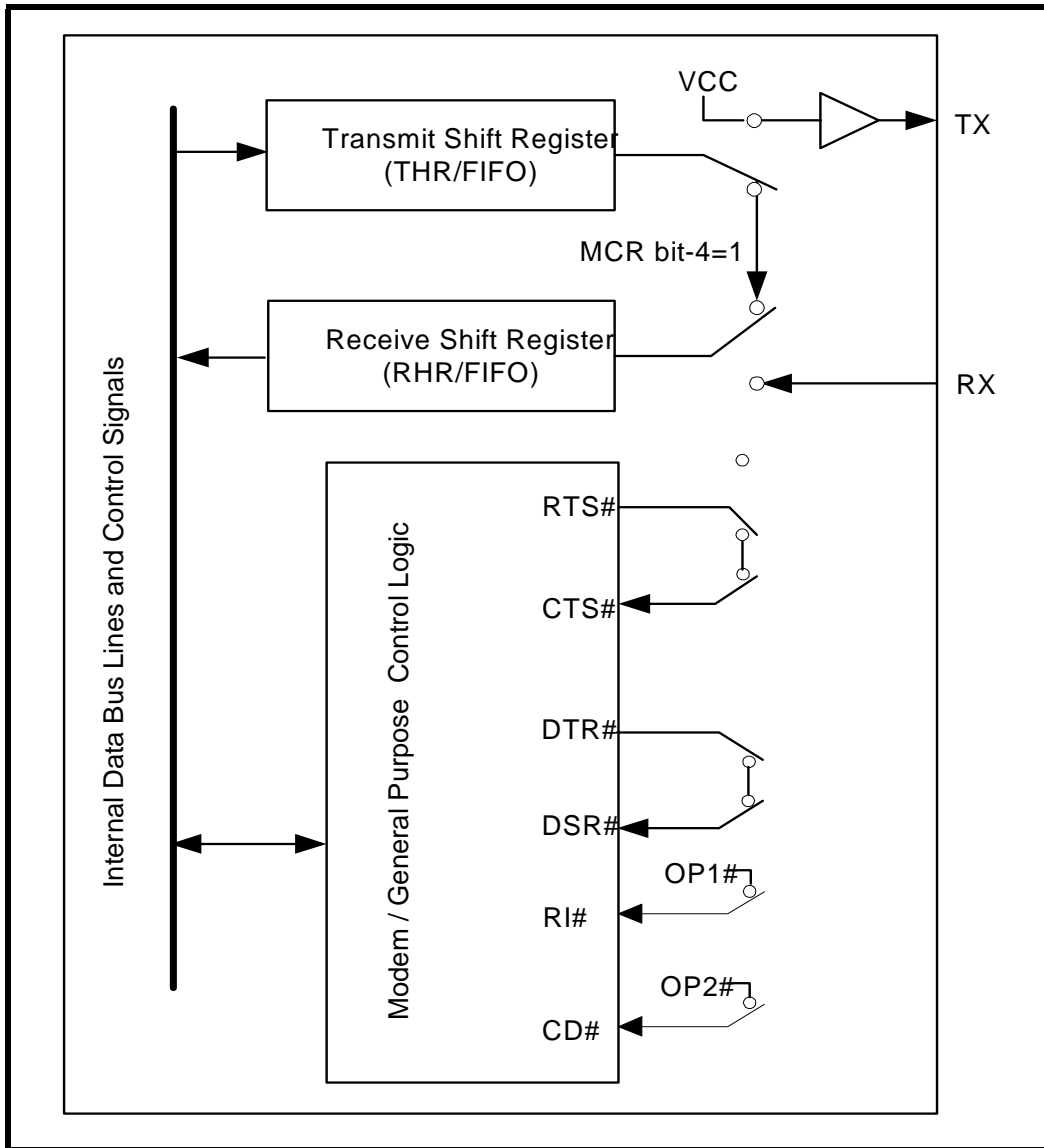 VCC
TX
Transmit Shift Register
(THR/FIFO)
MCR bit-4=1
Receive Shift Register
(RHR/FIFO)
RX
Internal Data Bus Lines and Control Signals
Modem / General Purpose Control Logic
RTS#
CTS#
DTR#
DSR#
OP1#
RI#
OP2#
CD#